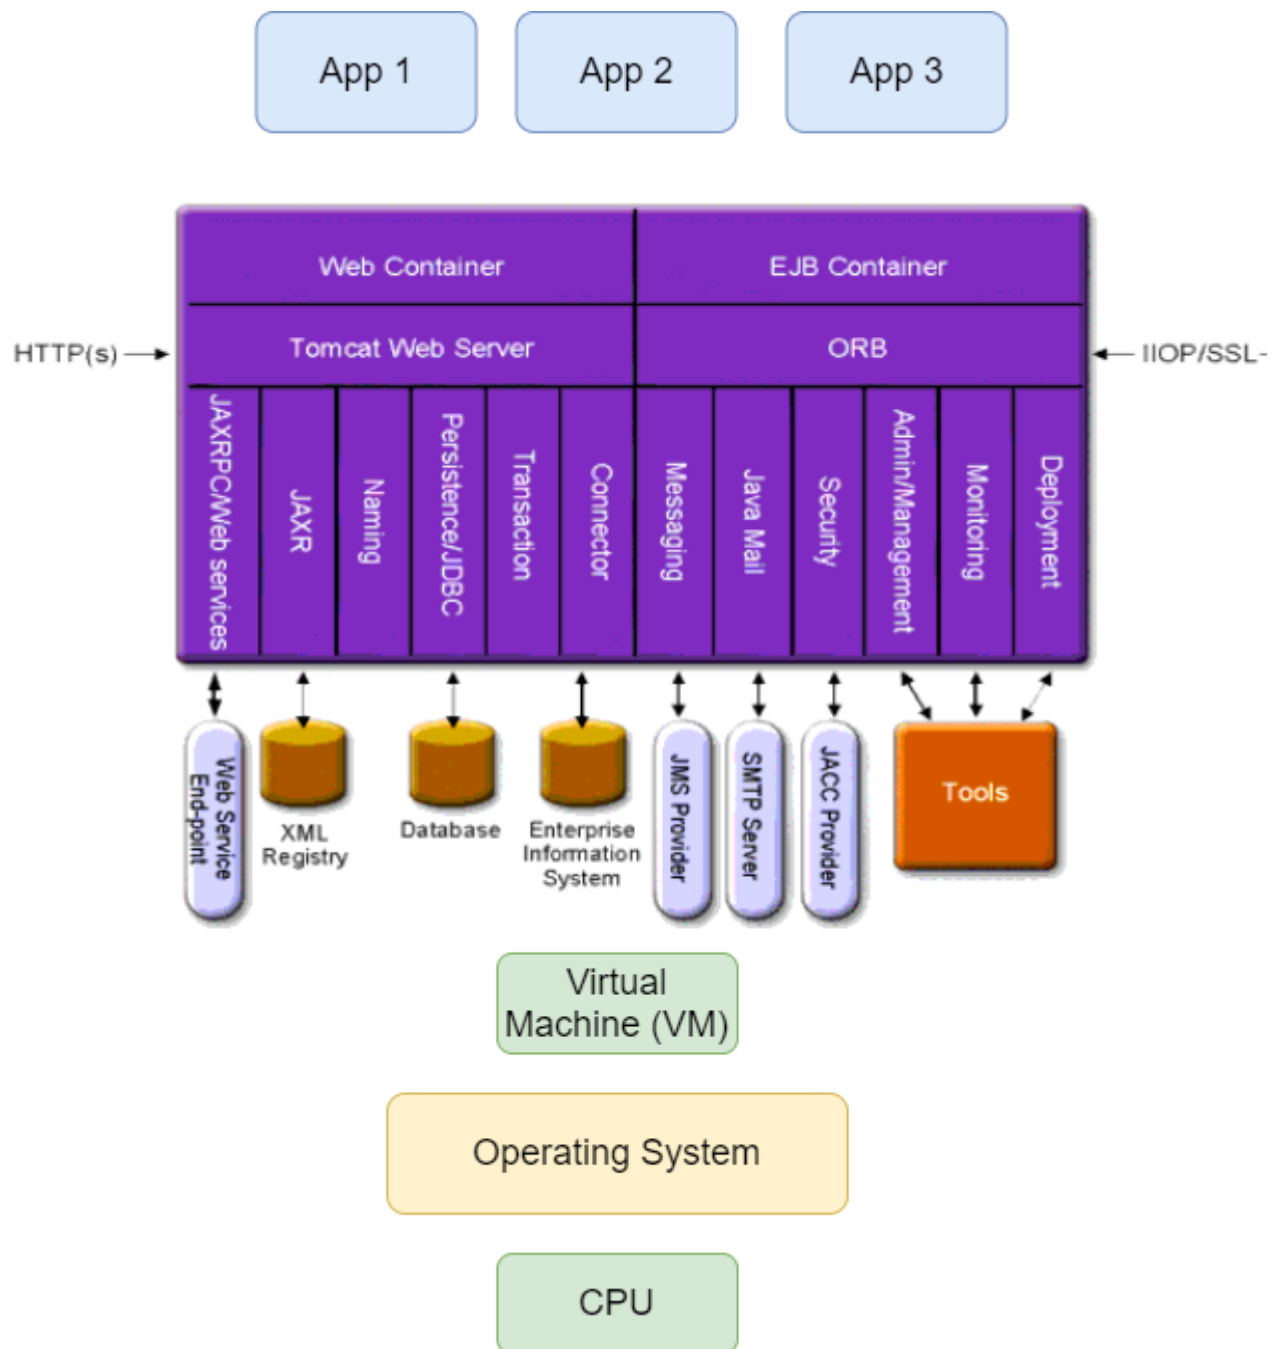 App 1
App 2
App 3
Web Container
EJB Container
HTTP(s)
Tomcat Web Server
ORB
IIOP/SSL-
JAXRPC/Web services
JAXR
Naming
Persistence/JDBC
Transaction
Connector
Messaging
Java Mail
Security
Admin/Management
Monitoring
Deployment
Web Service
End-point
XML
Registry
Database
Enterprise
Information
System
JMS Provider
SMTP Server
JACC Provider
Tools
Virtual
Machine (VM)
Operating System
CPU